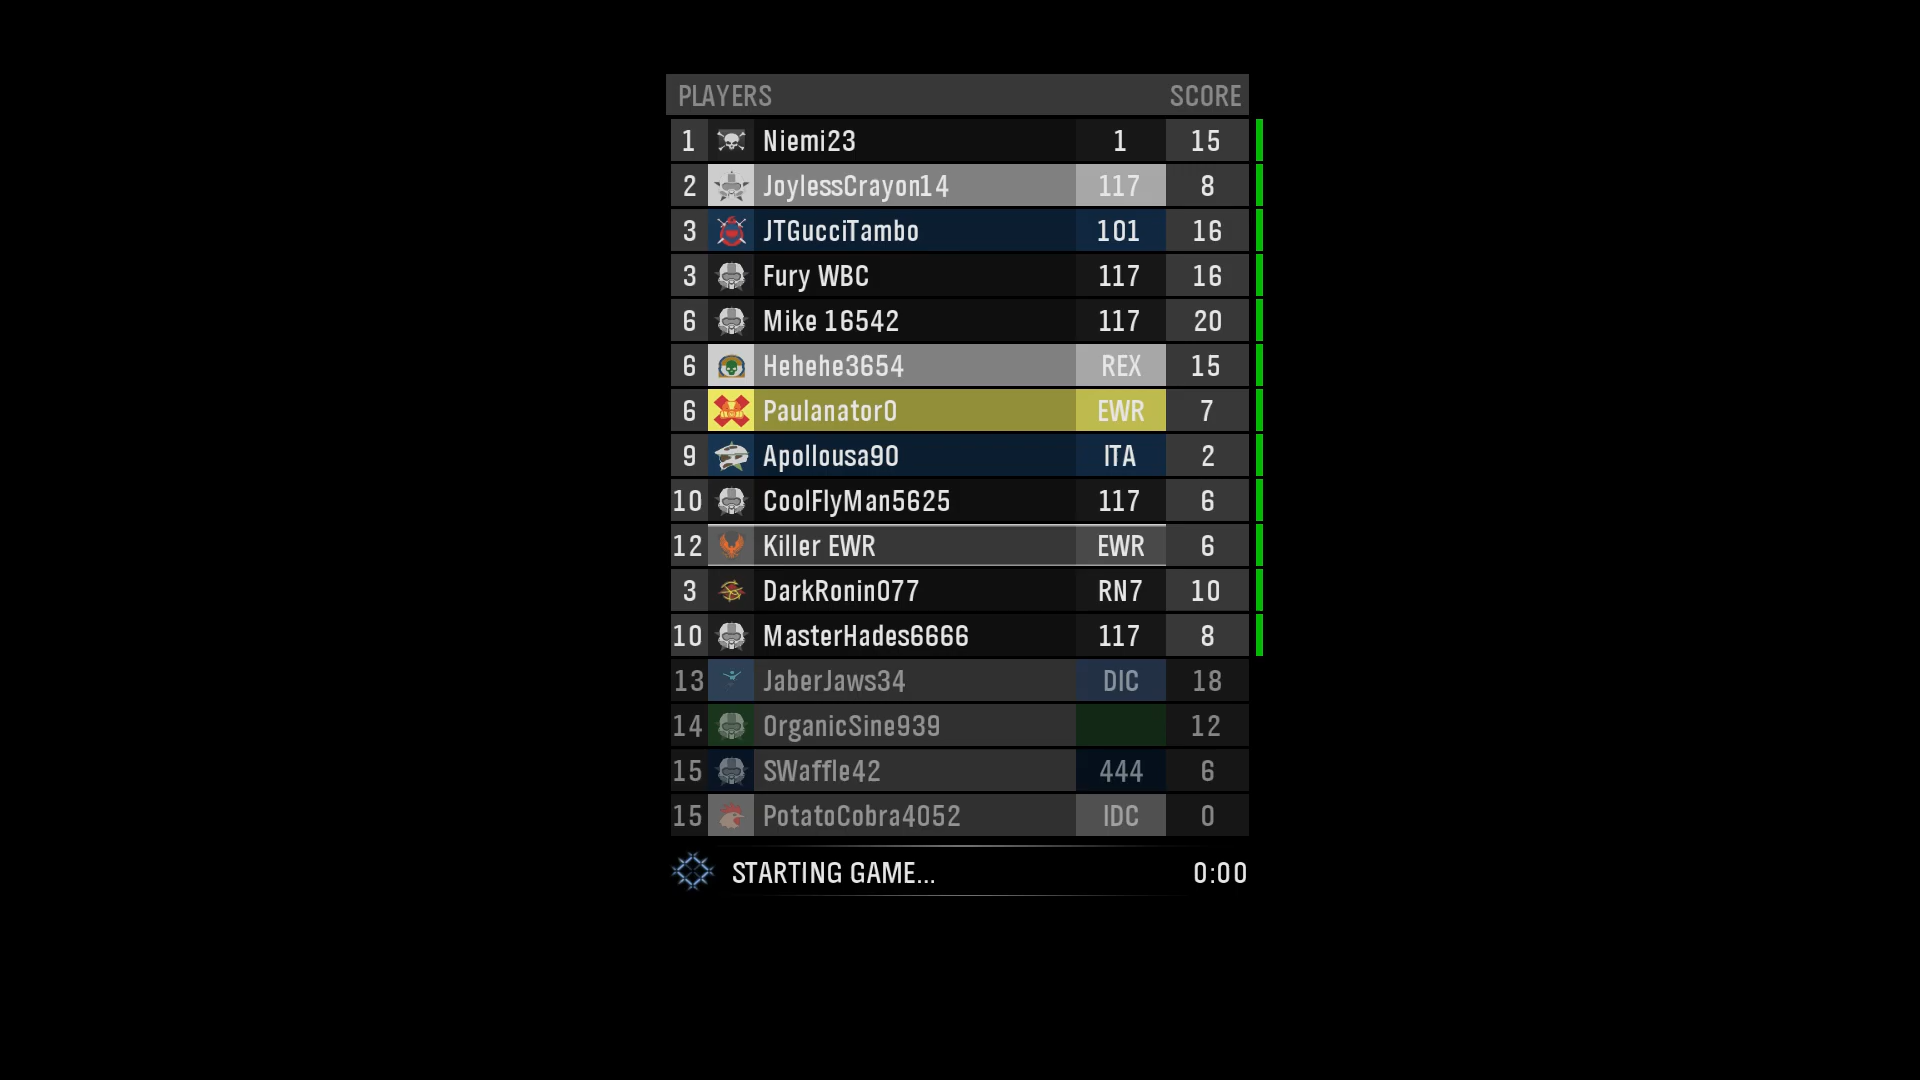 PLAYERS SCORE
1 Niemi23 1 15
2 JoylessCrayon14 117 8
3 JTGucciTambo 101 16
3 Fury WBC 117 16
6 Mike 16542 117 20
6 Hehehe3654 REX 15
6 Paulanator0 EWR 7
9 Apollousa90 ITA 2
10 CoolFlyMan5625 117 6
12 Killer EWR EWR 6
3 DarkRonin077 RN7 10
10 MasterHades6666 117 8
13 JaberJaws34 DIC 18
14 OrganicSine939 12
15 SWaffle42 444 6
15 PotatoCobra4052 IDC 0
STARTING GAME... 0:00